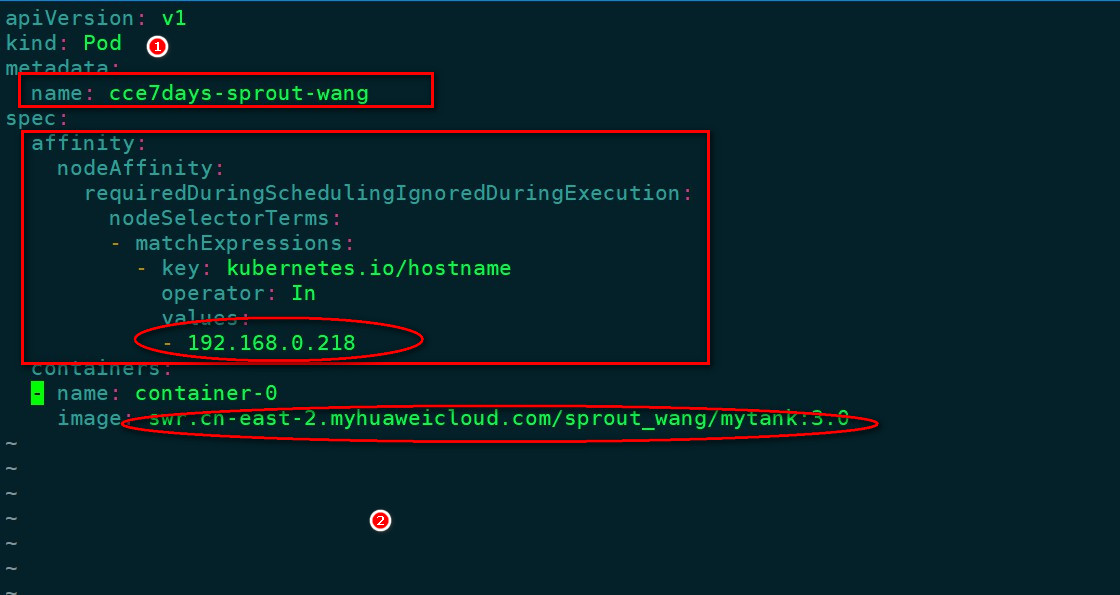 apiVersion: v1
kind: Pod
1
metadata:
  name: cce7days-sprout-wang
spec:
  affinity:
    nodeAffinity:
      requiredDuringSchedulingIgnoredDuringExecution:
        nodeSelectorTerms:
        - matchExpressions:
          - key: kubernetes.io/hostname
            operator: In
            values:
            - 192.168.0.218
  containers:
  - name: container-0
    image: swr.cn-east-2.myhuaweicloud.com/sprout_wang/mytank:3.0
~
~
~
~
2
~
~
~